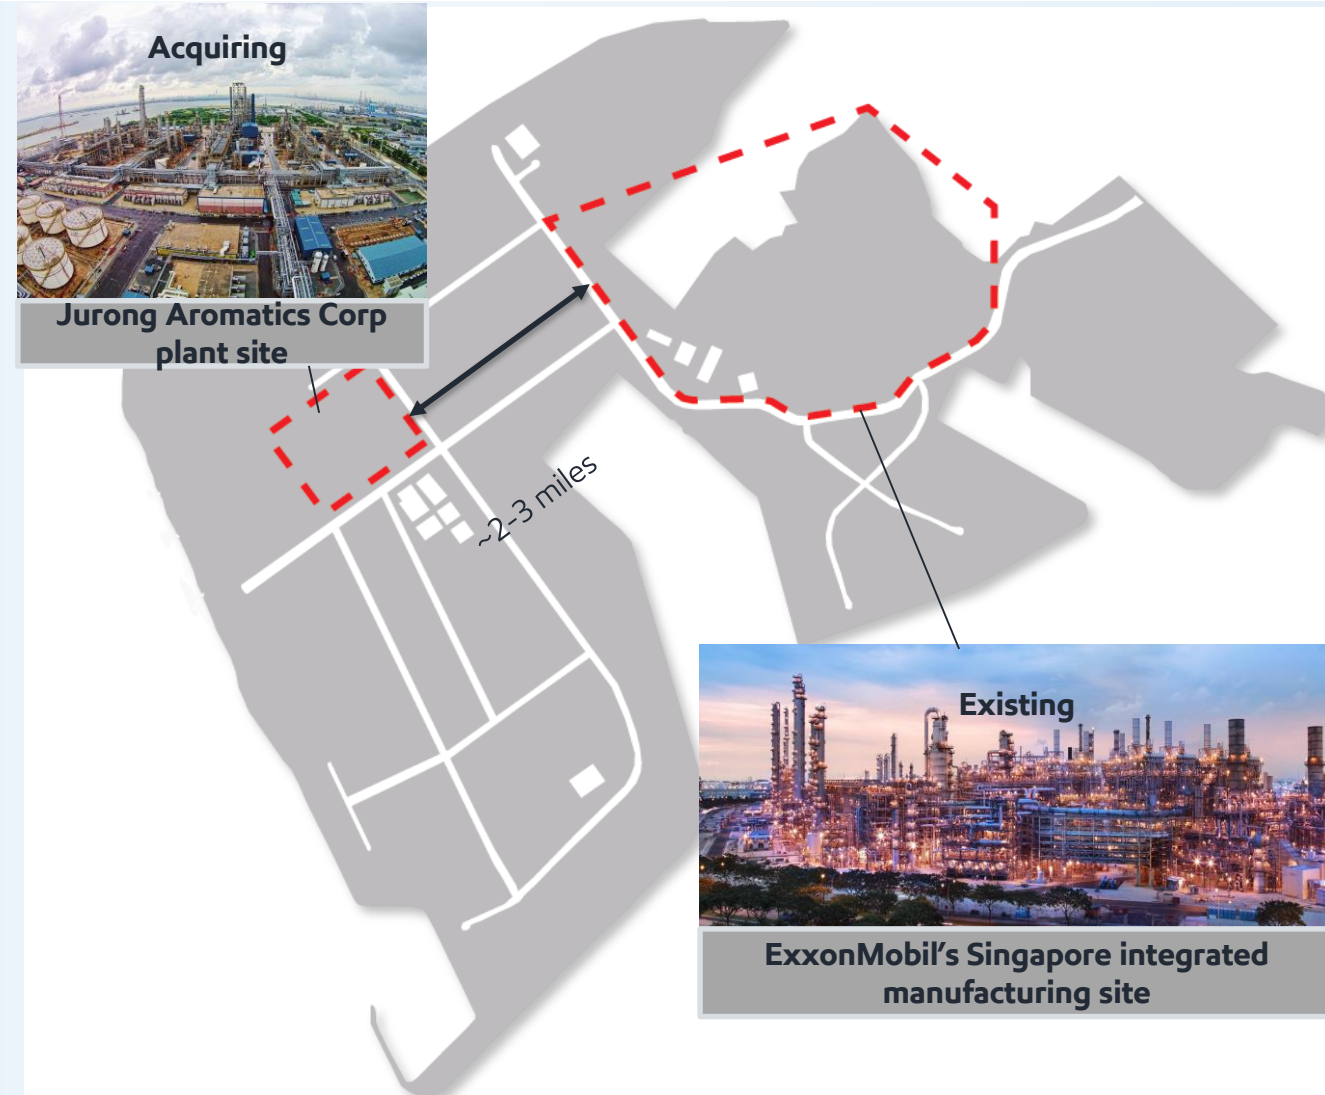 Acquiring
Jurong Aromatics Corp
plant site
~2-3 miles
Existing
ExxonMobil’s Singapore integrated
manufacturing site